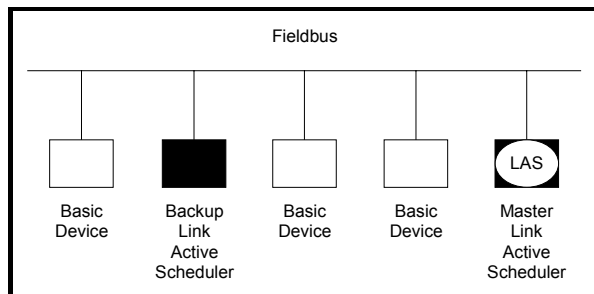 Fieldbus
LAS
Basic
Device
Backup
Link
Active
Scheduler
Basic
Device
Basic
Device
Master
Link
Active
Scheduler